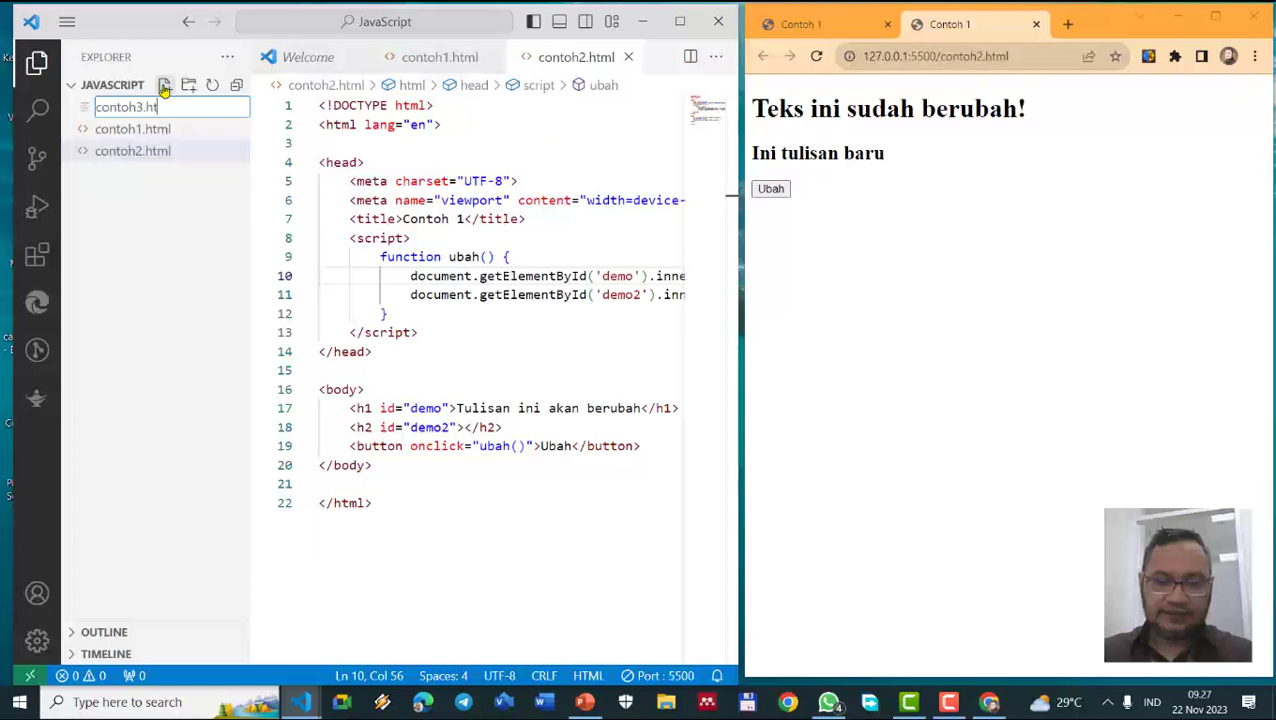 JavaScript
Contoh 1
Contoh 1
EXPLORER
Welcome
contoh1.html
contoh2.html
127.0.0.1:5500/contoh2.html
JAVASCRIPT
contoh2.html
html
head
script
ubah
contoh3.ht
contoh1.html
contoh2.html
1 <!DOCTYPE html>
2 <html lang="en">
3
4 <head>
5 <meta charset="UTF-8">
6 <meta name="viewport" content="width=device-
7 <title>Contoh 1</title>
8 <script>
9 function ubah() {
10 document.getElementById('demo').inne
11 document.getElementById('demo2').inn
12 }
13 </script>
14 </head>
15
16 <body>
17 <h1 id="demo">Tulisan ini akan berubah</h1>
18 <h2 id="demo2"></h2>
19 <button onclick="ubah()">Ubah</button>
20 </body>
21
22 </html>
Teks ini sudah berubah!
Ini tulisan baru
Ubah
OUTLINE
TIMELINE
0 0 0
Ln 10, Col 56
Spaces: 4
UTF-8
CRLF
HTML
Port : 5500
Type here to search
4
29°C
IND
09.27
22 Nov 2023